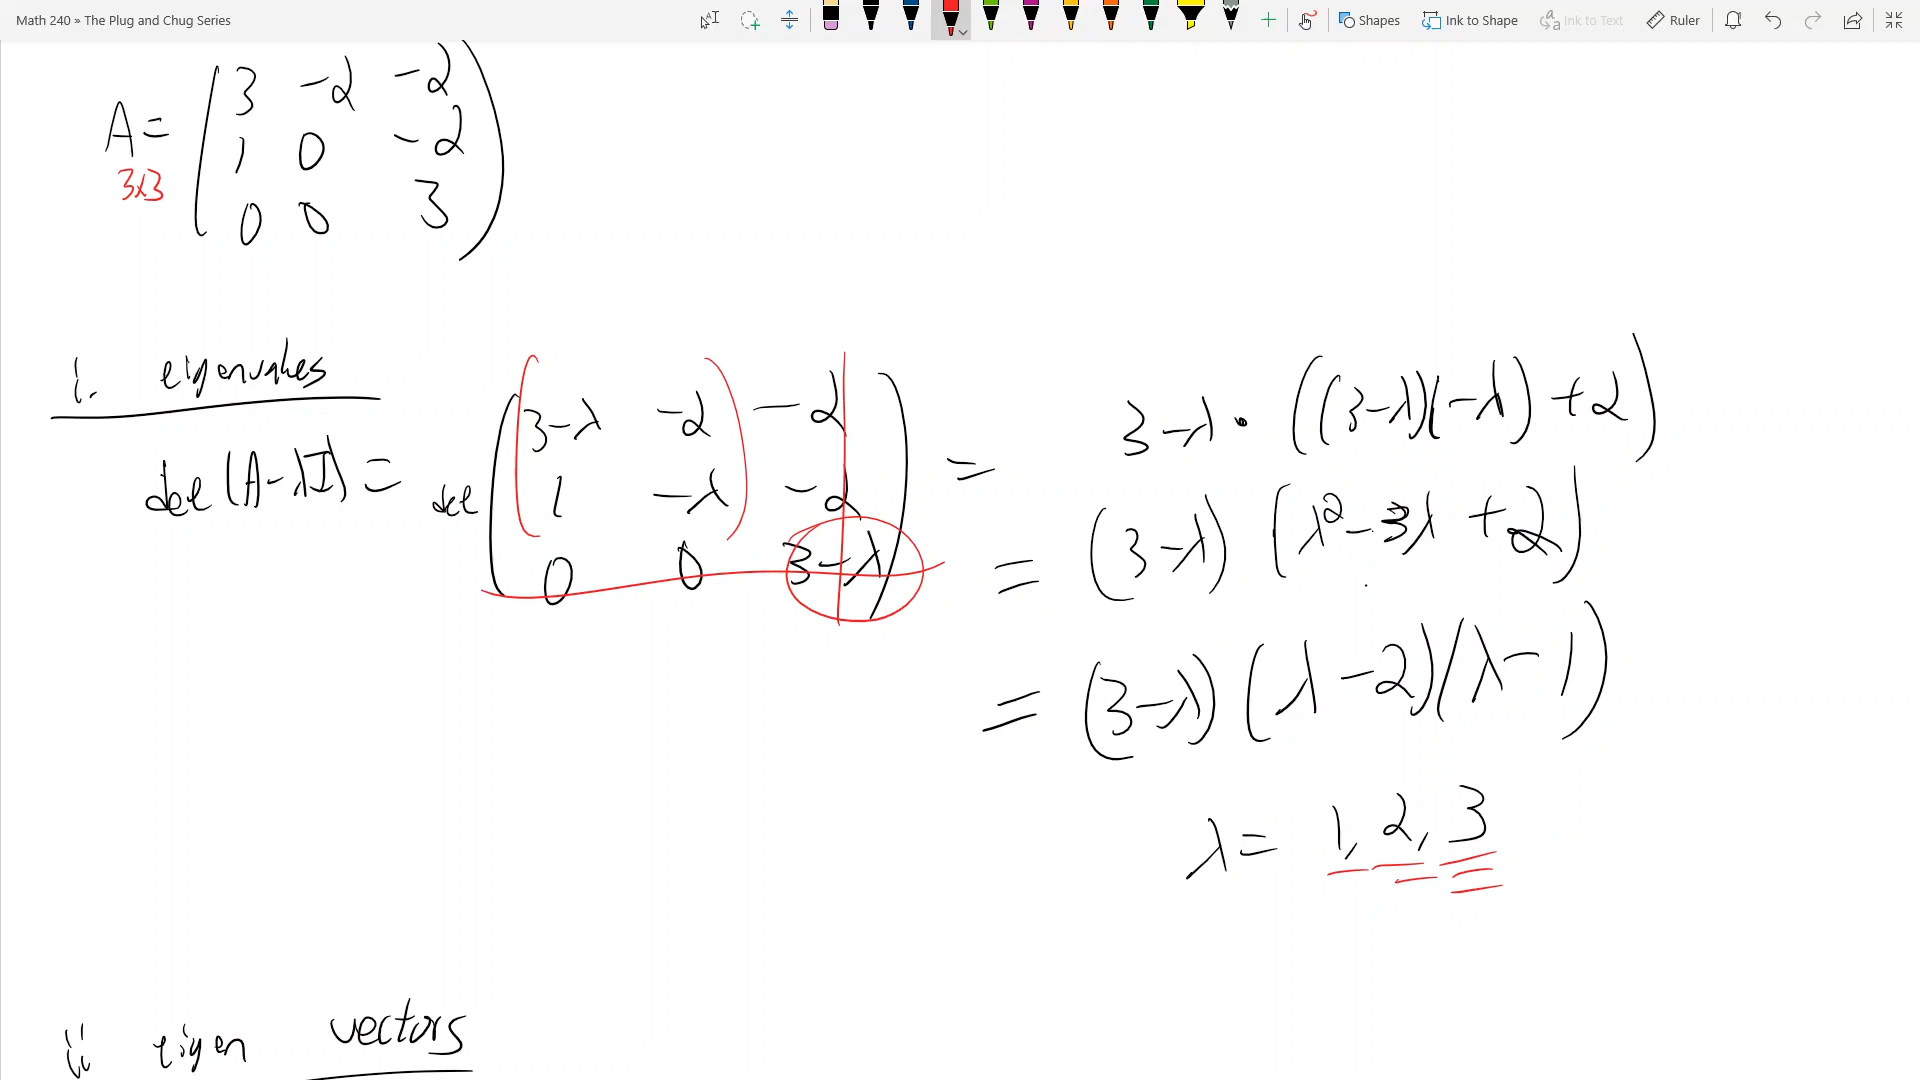 Math 240 » The Plug and Chug Series
Shapes Ink to Shape Ink to Text Ruler
A = ( 3 -2 -2
1 0 -2
0 0 3 )
3x3
i. eigenvalues
det (A-λI) = det ( 3-λ -2 -2
1 -λ -2
0 0 3-λ )
= 3-λ · ((3-λ)(-λ) + 2)
= (3-λ) (λ² - 3λ + 2)
= (3-λ) (λ-2)(λ-1)
λ = 1, 2, 3
ii eigen vectors